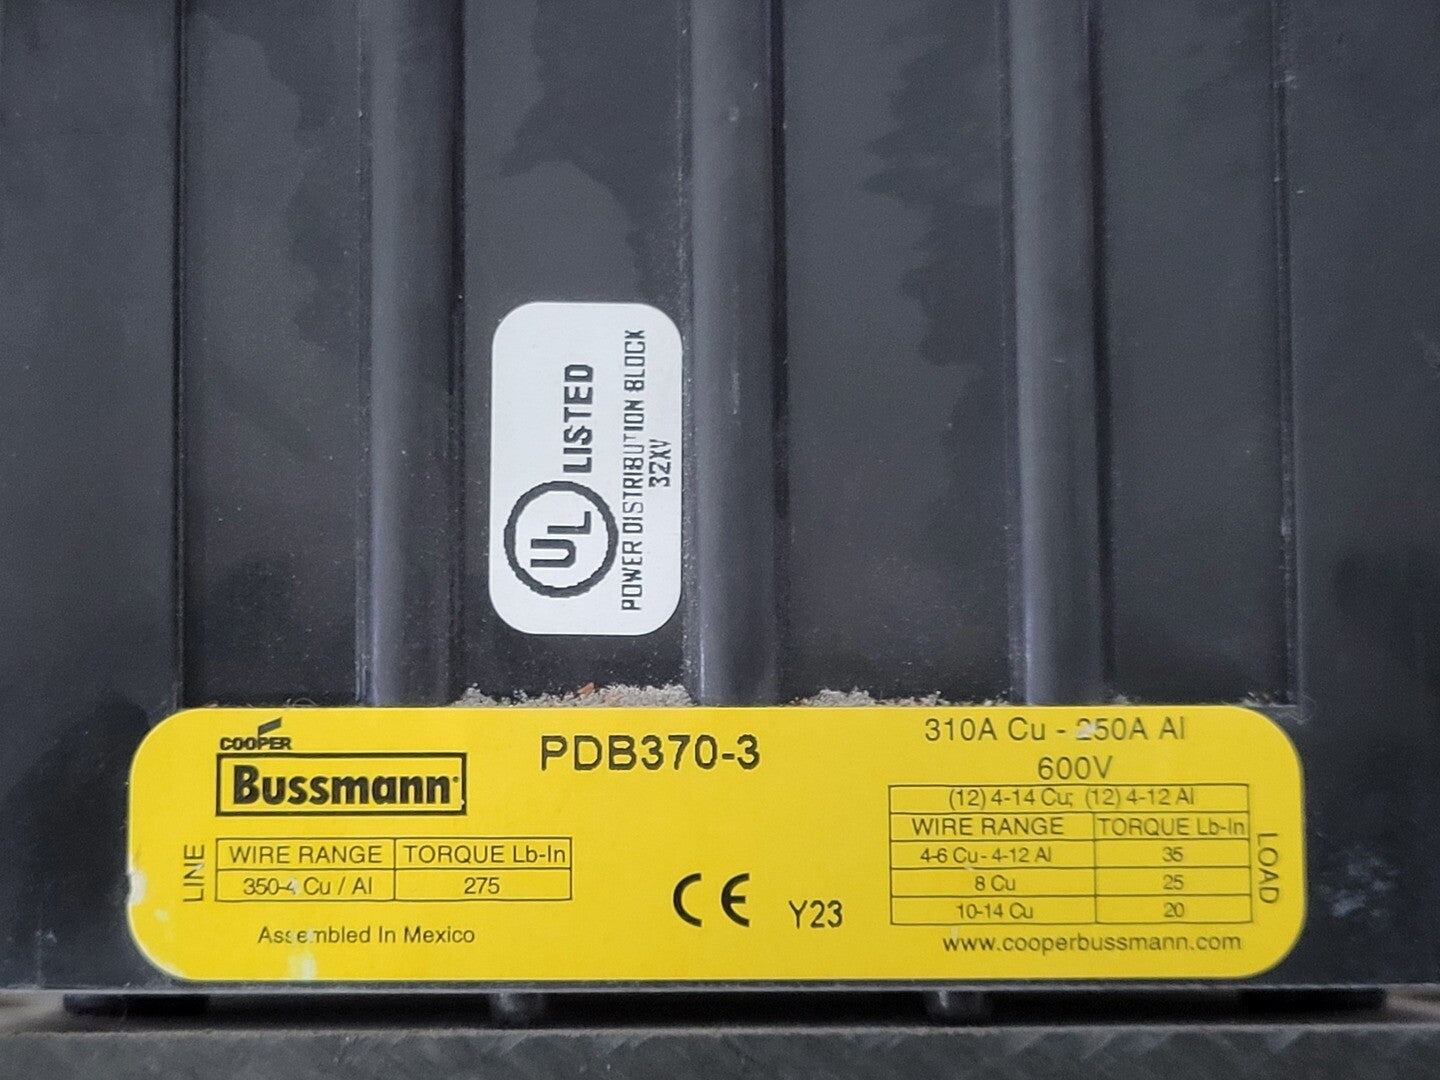 UL LISTED
POWER DISTRIBUTION BLOCK
32XV
COOPER
Bussmann
PDB370-3
310A Cu - 250A Al
600V
(12) 4-14 Cu; (12) 4-12 Al
WIRE RANGE TORQUE Lb-In
4-6 Cu - 4-12 Al 35
8 Cu 25
10-14 Cu 20
LOAD
LINE
WIRE RANGE TORQUE Lb-In
350-4 Cu / Al 275
Assembled In Mexico
CE
Y23
www.cooperbussmann.com